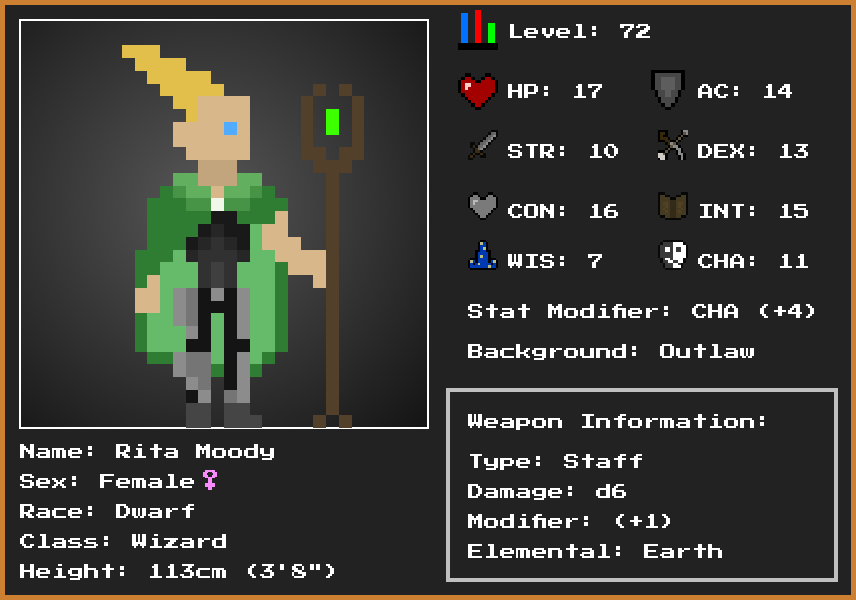 Level: 72
HP: 17
AC: 14
STR: 10
DEX: 13
CON: 16
INT: 15
WIS: 7
CHA: 11
Stat Modifier: CHA (+4)
Background: Outlaw
Weapon Information:
Type: Staff
Damage: d6
Modifier: (+1)
Elemental: Earth
Name: Rita Moody
Sex: Female♀
Race: Dwarf
Class: Wizard
Height: 113cm (3'8")